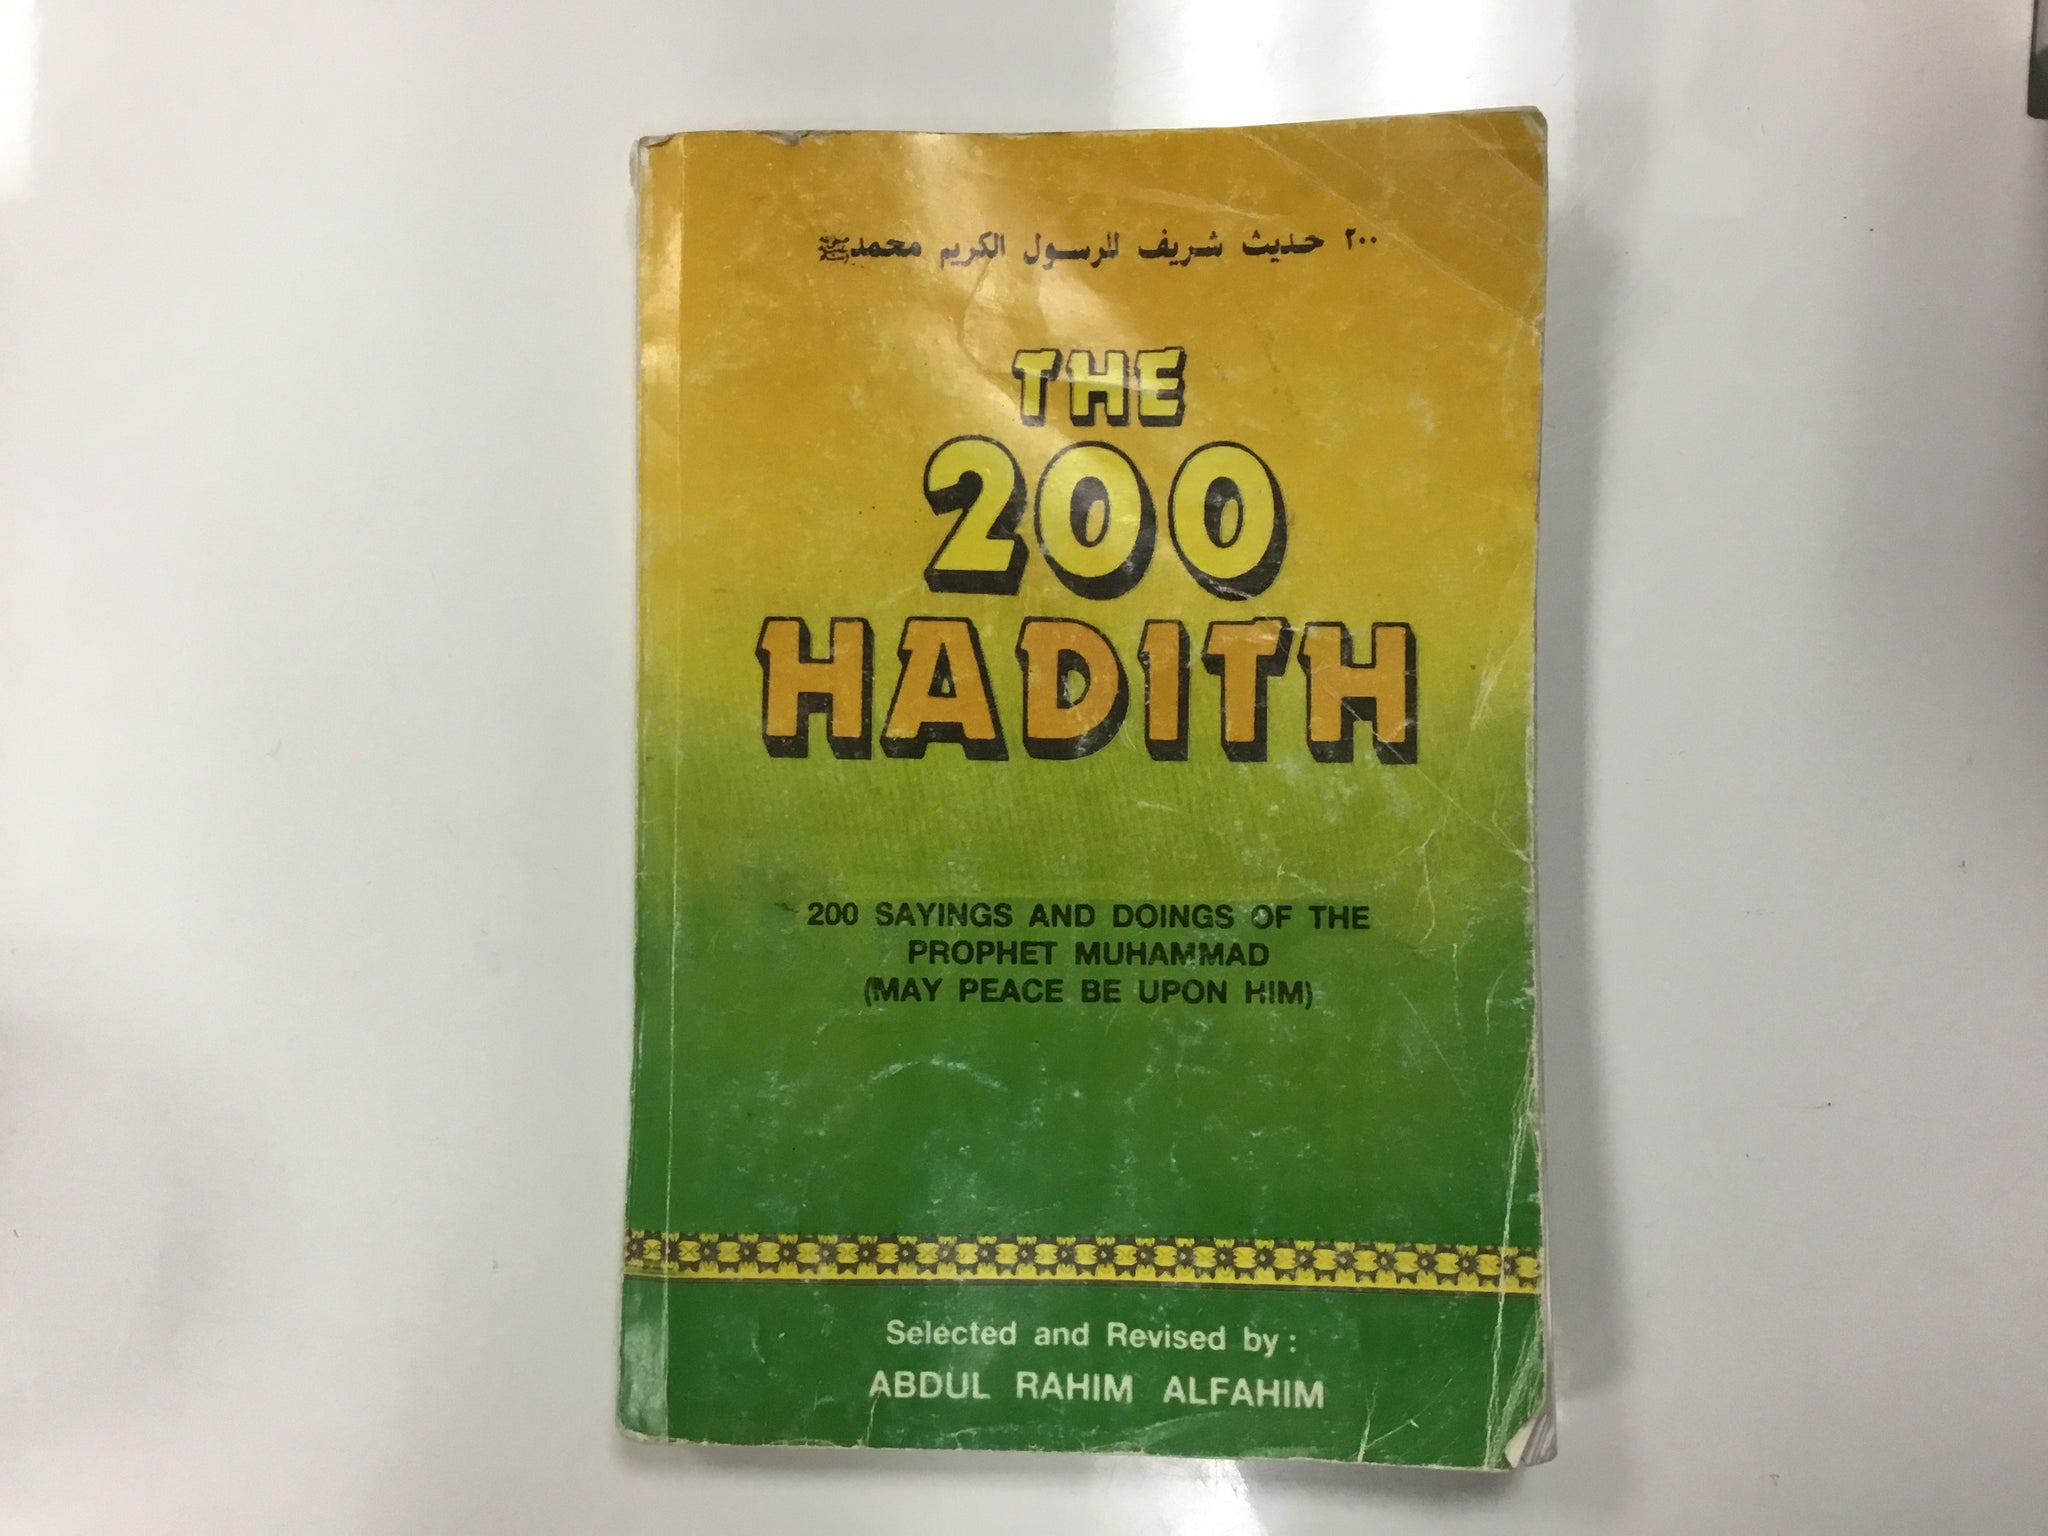 ٢٠٠ حديث شريف للرسول الكريم محمد ﷺ
THE
200
HADITH
200 SAYINGS AND DOINGS OF THE
PROPHET MUHAMMAD
(MAY PEACE BE UPON HIM)
Selected and Revised by :
ABDUL RAHIM ALFAHIM